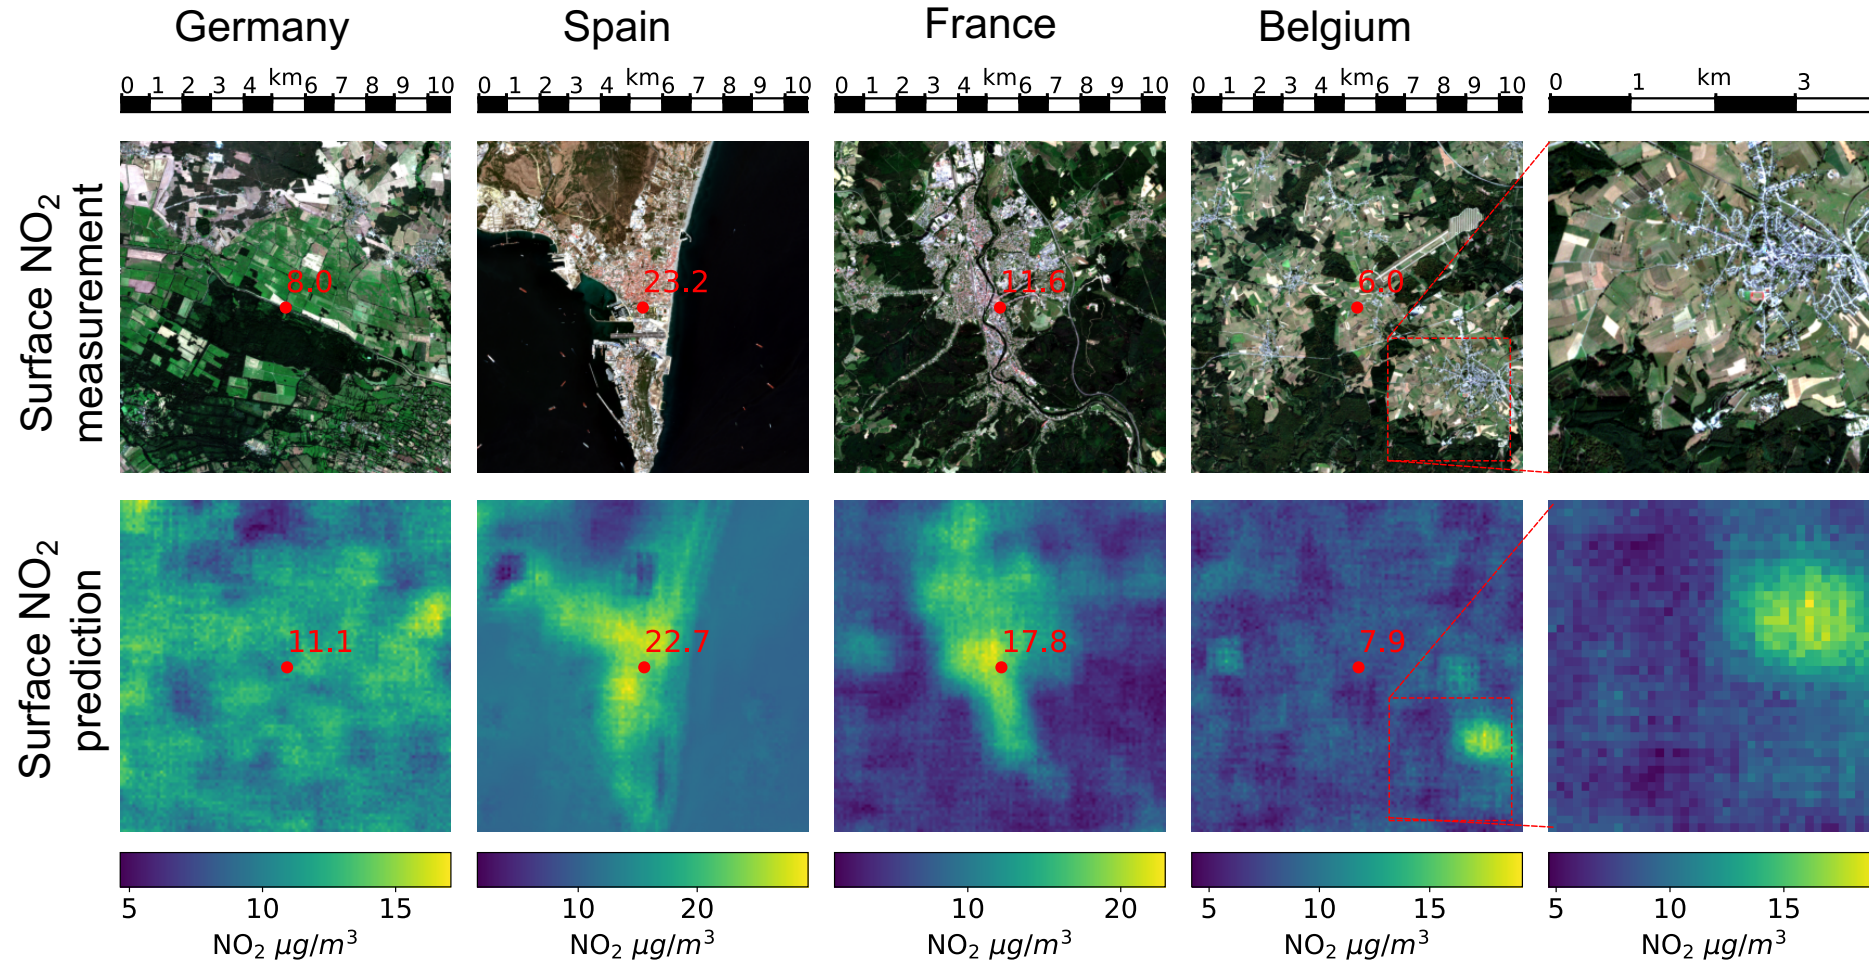 Germany Spain France Belgium
0 1 2 3 4 km 6 7 8 10
0 1 2 3 4 km 6 7 8 10
0 1 2 3 4 km 6 7 8 10
0 1 2 3 4 km 6 7 8 9 10
0 1 km 3
Surface NO2
measurement
8.0 23.2 11.6 6.0
Surface NO2
prediction
11.1 22.7 17.8 7.9
5 10 15
10 20
10 20
5 10 15
5 10 15
NO2 μg/m3
NO2 μg/m3
NO2 μg/m3
NO2 μg/m3
NO2 μg/m3